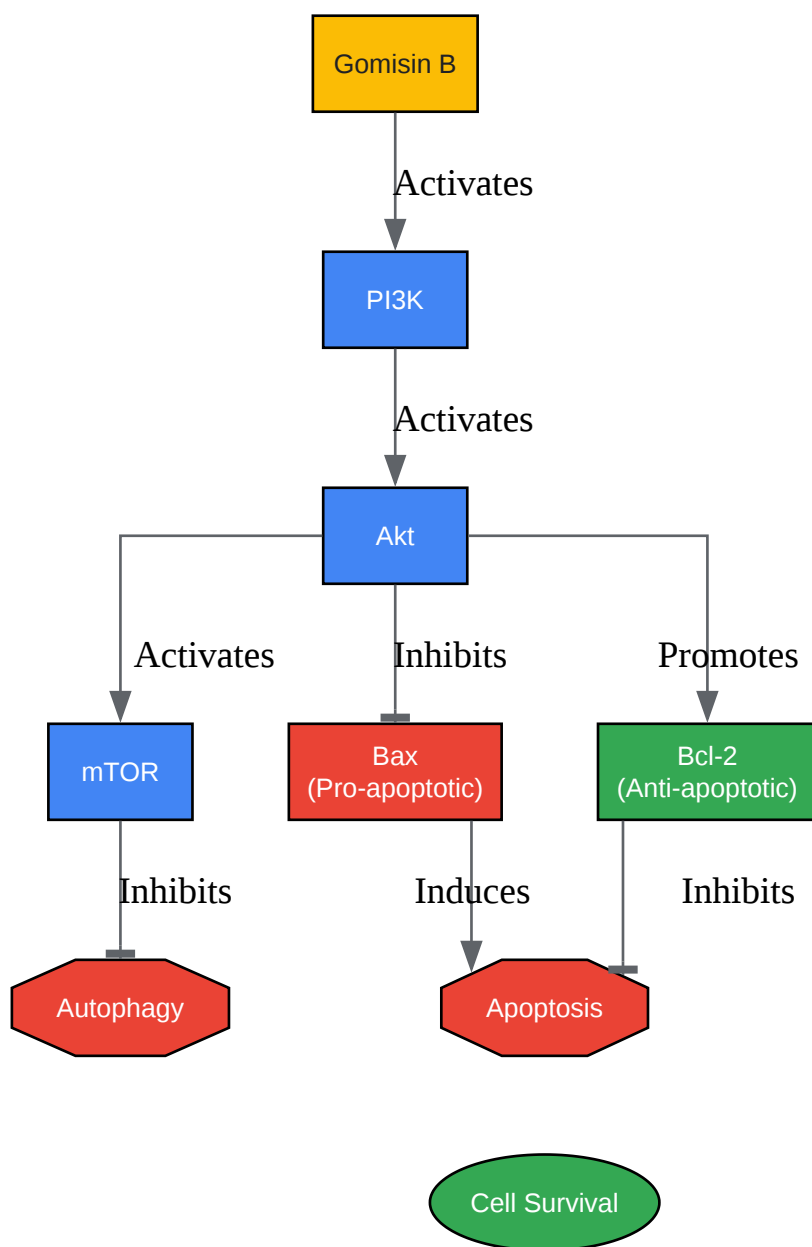 Gomisin B
Activates
PI3K
Activates
Akt
Activates
Inhibits
Promotes
mTOR
Bax
(Pro-apoptotic)
Bcl-2
(Anti-apoptotic)
Inhibits
Induces
Inhibits
Autophagy
Apoptosis
Cell Survival